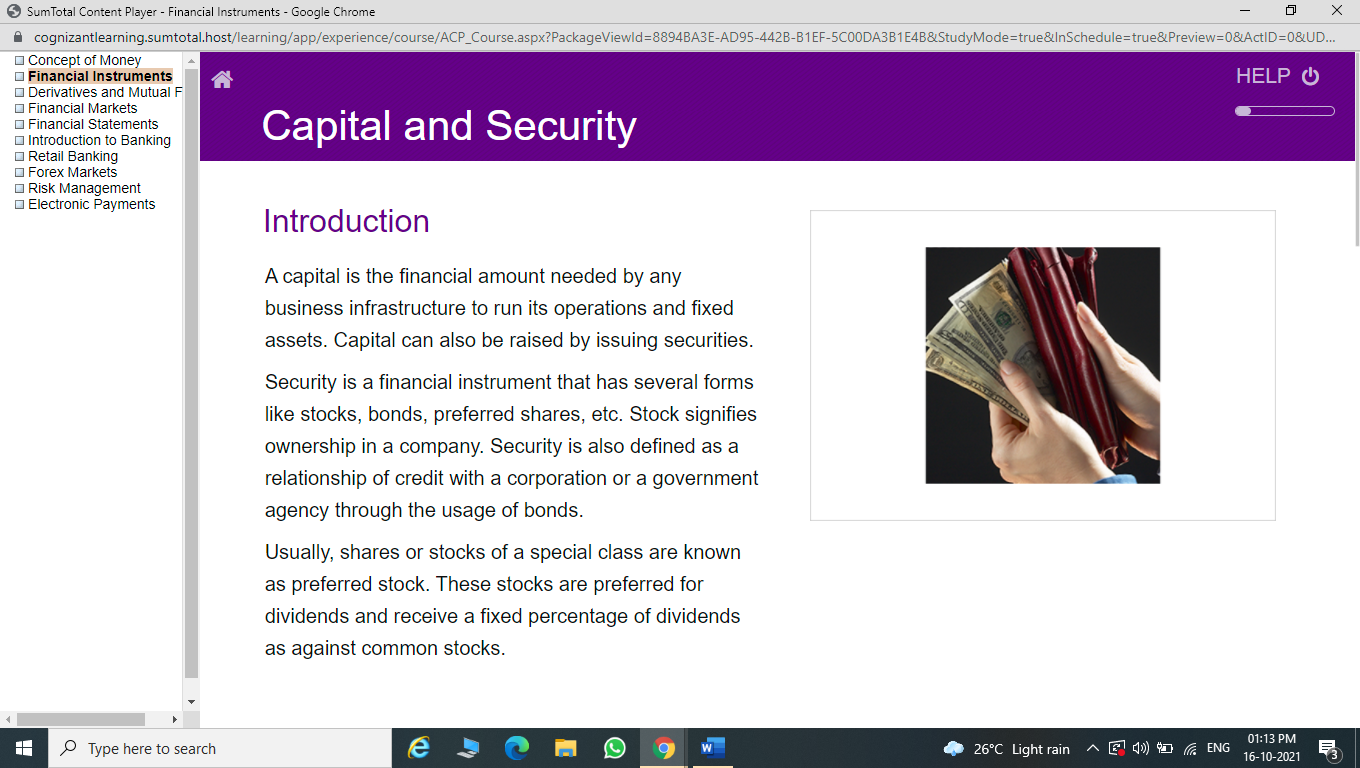 SumTotal Content Player - Financial Instruments - Google Chrome
cognizantlearning.sumtotal.host/learning/app/experience/course/ACP_Course.aspx?PackageViewId=8894BA3E-AD95-442B-B1EF-5C00DA3B1E4B&StudyMode=true&InSchedule=true&Preview=0&ActID=0&UD...
Concept of Money
Financial Instruments
Derivatives and Mutual F
Financial Markets
Financial Statements
Introduction to Banking
Retail Banking
Forex Markets
Risk Management
Electronic Payments
HELP
Capital and Security
Introduction
A capital is the financial amount needed by any
business infrastructure to run its operations and fixed
assets. Capital can also be raised by issuing securities.
Security is a financial instrument that has several forms
like stocks, bonds, preferred shares, etc. Stock signifies
ownership in a company. Security is also defined as a
relationship of credit with a corporation or a government
agency through the usage of bonds.
Usually, shares or stocks of a special class are known
as preferred stock. These stocks are preferred for
dividends and receive a fixed percentage of dividends
as against common stocks.
Type here to search
W
26°C Light rain
ENG
01:13 PM
16-10-2021
3